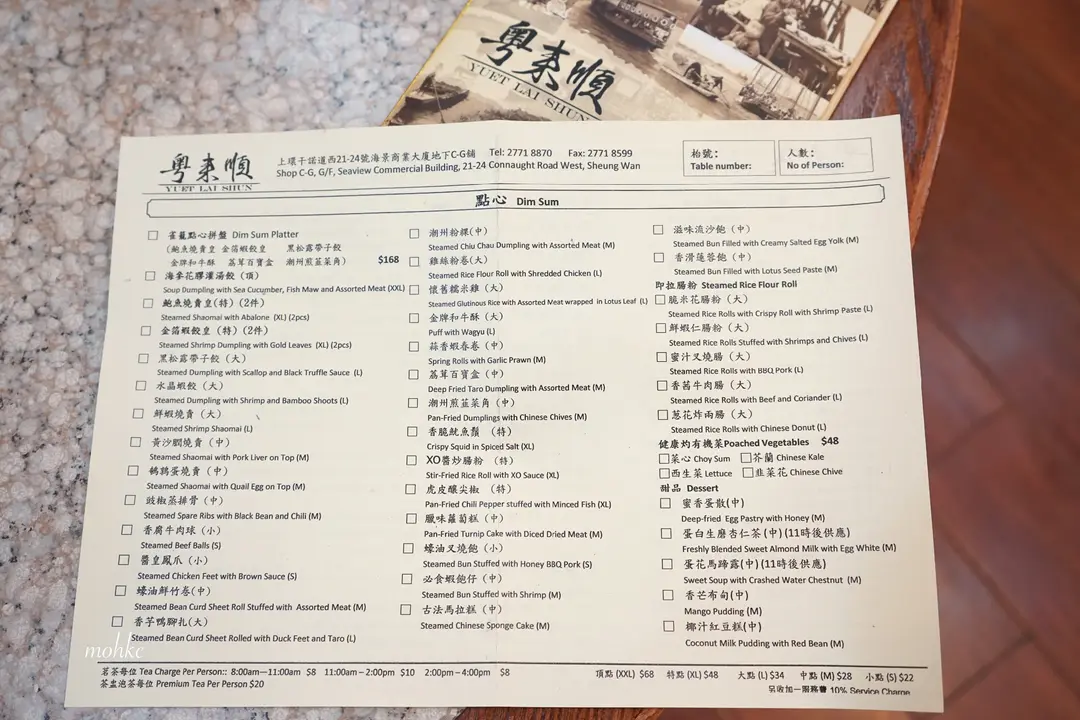 粵來順
YUET LAI SHUN
粵來順
YUET LAI SHUN
上環干諾道西21-24號海景商業大廈地下C-G鋪 Tel: 2771 8870 Fax: 2771 8599
Shop C-G, G/F, Seaview Commercial Building, 21-24 Connaught Road West, Sheung Wan
枱號：
Table number:
人數：
No of Person:
點心 Dim Sum
雀籠點心拼盤 Dim Sum Platter
(鮑魚燒賣皇 金箔蝦餃皇 黑松露帶子餃
金牌和牛酥 荔茸百寶盒 潮州煎韮菜角) $168
海參花膠灌湯餃 (頂)
Soup Dumpling with Sea Cucumber, Fish Maw and Assorted Meat (XXL)
鮑魚燒賣皇(特) (2件)
Steamed Shaomai with Abalone (XL) (2pcs)
金箔蝦餃皇 (特) (2件)
Steamed Shrimp Dumpling with Gold Leaves (XL) (2pcs)
黑松露帶子餃 (大)
Steamed Dumpling with Scallop and Black Truffle Sauce (L)
水晶蝦餃 (大)
Steamed Dumpling with Shrimp and Bamboo Shoots (L)
鮮蝦燒賣 (大)
Steamed Shrimp Shaomai (L)
黃沙膶燒賣 (中)
Steamed Shaomai with Pork Liver on Top (M)
鵪鶉蛋燒賣 (中)
Steamed Shaomai with Quail Egg on Top (M)
豉椒蒸排骨 (中)
Steamed Spare Ribs with Black Bean and Chili (M)
香腐牛肉球 (小)
Steamed Beef Balls (S)
醬皇鳳爪 (小)
Steamed Chicken Feet with Brown Sauce (S)
蠔油鮮竹卷(中)
Steamed Bean Curd Sheet Roll Stuffed with Assorted Meat (M)
香芋鴨腳扎(大)
Steamed Bean Curd Sheet Rolled with Duck Feet and Taro (L)
潮州粉粿(中)
Steamed Chiu Chau Dumpling with Assorted Meat (M)
雞絲粉卷(大)
Steamed Rice Flour Roll with Shredded Chicken (L)
懷舊糯米雞 (大)
Steamed Glutinous Rice with Assorted Meat wrapped in Lotus Leaf (L)
金牌和牛酥 (大)
Puff with Wagyu (L)
蒜香蝦春卷 (中)
Spring Rolls with Garlic Prawn (M)
荔茸百寶盒 (中)
Deep Fried Taro Dumpling with Assorted Meat (M)
潮州煎韮菜角 (中)
Pan-Fried Dumplings with Chinese Chives (M)
香脆魷魚鬚 (特)
Crispy Squid in Spiced Salt (XL)
XO醬炒腸粉 (特)
Stir-Fried Rice Roll with XO Sauce (XL)
虎皮釀尖椒 (特)
Pan-Fried Chili Pepper stuffed with Minced Fish (XL)
臘味蘿蔔糕 (中)
Pan-Fried Turnip Cake with Diced Dried Meat (M)
蠔油叉燒飽 (小)
Steamed Bun Stuffed with Honey BBQ Pork (S)
必食蝦飽仔 (中)
Steamed Bun Stuffed with Shrimp (M)
古法馬拉糕 (中)
Steamed Chinese Sponge Cake (M)
滋味流沙飽 (中)
Steamed Bun Filled with Creamy Salted Egg Yolk (M)
香滑蓮蓉飽 (中)
Steamed Bun Filled with Lotus Seed Paste (M)
即拉腸粉 Steamed Rice Flour Roll
脆米花腸粉 (大)
Steamed Rice Rolls with Crispy Roll with Shrimp Paste (L)
鮮蝦仁腸粉 (大)
Steamed Rice Rolls Stuffed with Shrimps and Chives (L)
蜜汁叉燒腸 (大)
Steamed Rice Rolls with BBQ Pork (L)
香茜牛肉腸 (大)
Steamed Rice Rolls with Beef and Coriander (L)
葱花炸兩腸 (大)
Steamed Rice Rolls with Chinese Donut (L)
健康灼有機菜Poached Vegetables $48
菜心 Choy Sum 芥蘭 Chinese Kale
西生菜 Lettuce 韭菜花 Chinese Chive
甜品 Dessert
蜜香蛋散(中)
Deep-fried Egg Pastry with Honey (M)
蛋白生磨杏仁茶 (中) (11時後供應)
Freshly Blended Sweet Almond Milk with Egg White (M)
蛋花馬蹄露(中) (11時後供應)
Sweet Soup with Crashed Water Chestnut (M)
香芒布甸(中)
Mango Pudding (M)
椰汁紅豆糕(中)
Coconut Milk Pudding with Red Bean (M)
茗茶每位 Tea Charge Per Person:: 8:00am—11:00am $8 11:00am—2:00pm $10 2:00pm—4:00pm $8
茶盅泡茶每位 Premium Tea Per Person $20
頂點 (XXL) $68 特點 (XL) $48 大點 (L) $34 中點 (M) $28 小點 (S) $22
另收加一服務費 10% Service Charge
mohkc